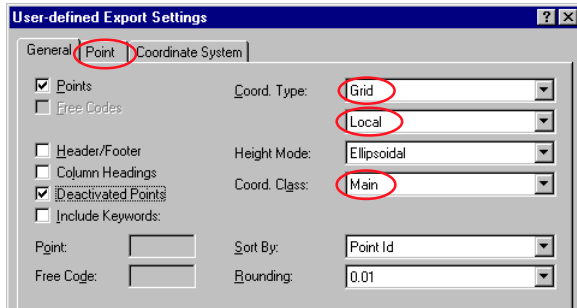 User-defined Export Settings
General Point Coordinate System
Points Coord. Type: Grid
Free Codes Local
Header/Footer Height Mode: Ellipsoidal
Column Headings
Deactivated Points Coord. Class: Main
Include Keywords:
Point: Sort By: Point Id
Free Code: Rounding: 0.01